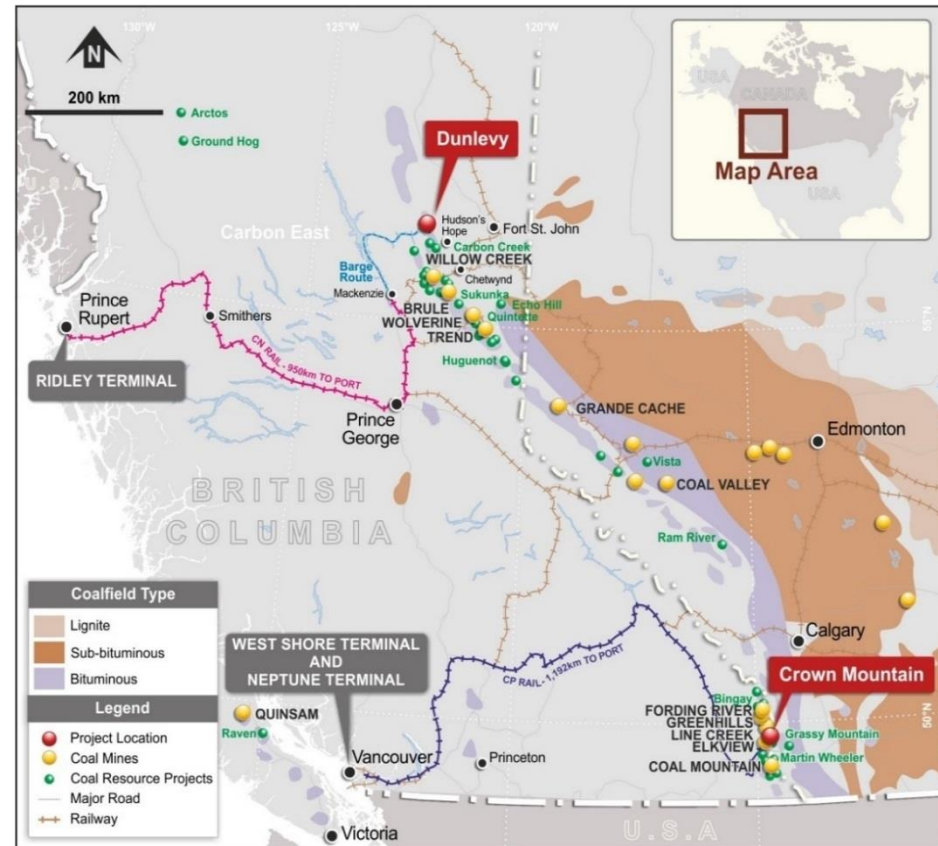 130°W
125°W
120°W
N
200 km
Arctos
Ground Hog
U.S.A
USA
CANADA
USA
Map Area
Dunlevy
Hudson's
Hope
Fort St. John
Carbon East
Carbon Creek
WILLOW CREEK
Barge
Route
Chetwynd
Mackenzie
Sukunka
Echo Hill
BRULE
Quintette
WOLVERINE
TREND
Huguenot
55°N
Prince
Rupert
Smithers
CN RAIL - 950km TO PORT
RIDLEY TERMINAL
Prince
George
GRANDE CACHE
Edmonton
Vista
COAL VALLEY
BRITISH
COLUMBIA
Ram River
Coalfield Type
Lignite
Sub-bituminous
Bituminous
Legend
Project Location
Coal Mines
Coal Resource Projects
Major Road
Railway
WEST SHORE TERMINAL
AND
NEPTUNE TERMINAL
QUINSAM
Raven
Vancouver
Victoria
Princeton
CP RAIL - 1,192km TO PORT
Calgary
Crown Mountain
50°N
Bingay
FORDING RIVER
GREENHILLS
LINE CREEK
Grassy Mountain
ELKVIEW
Martin Wheeler
COAL MOUNTAIN
U.S.A